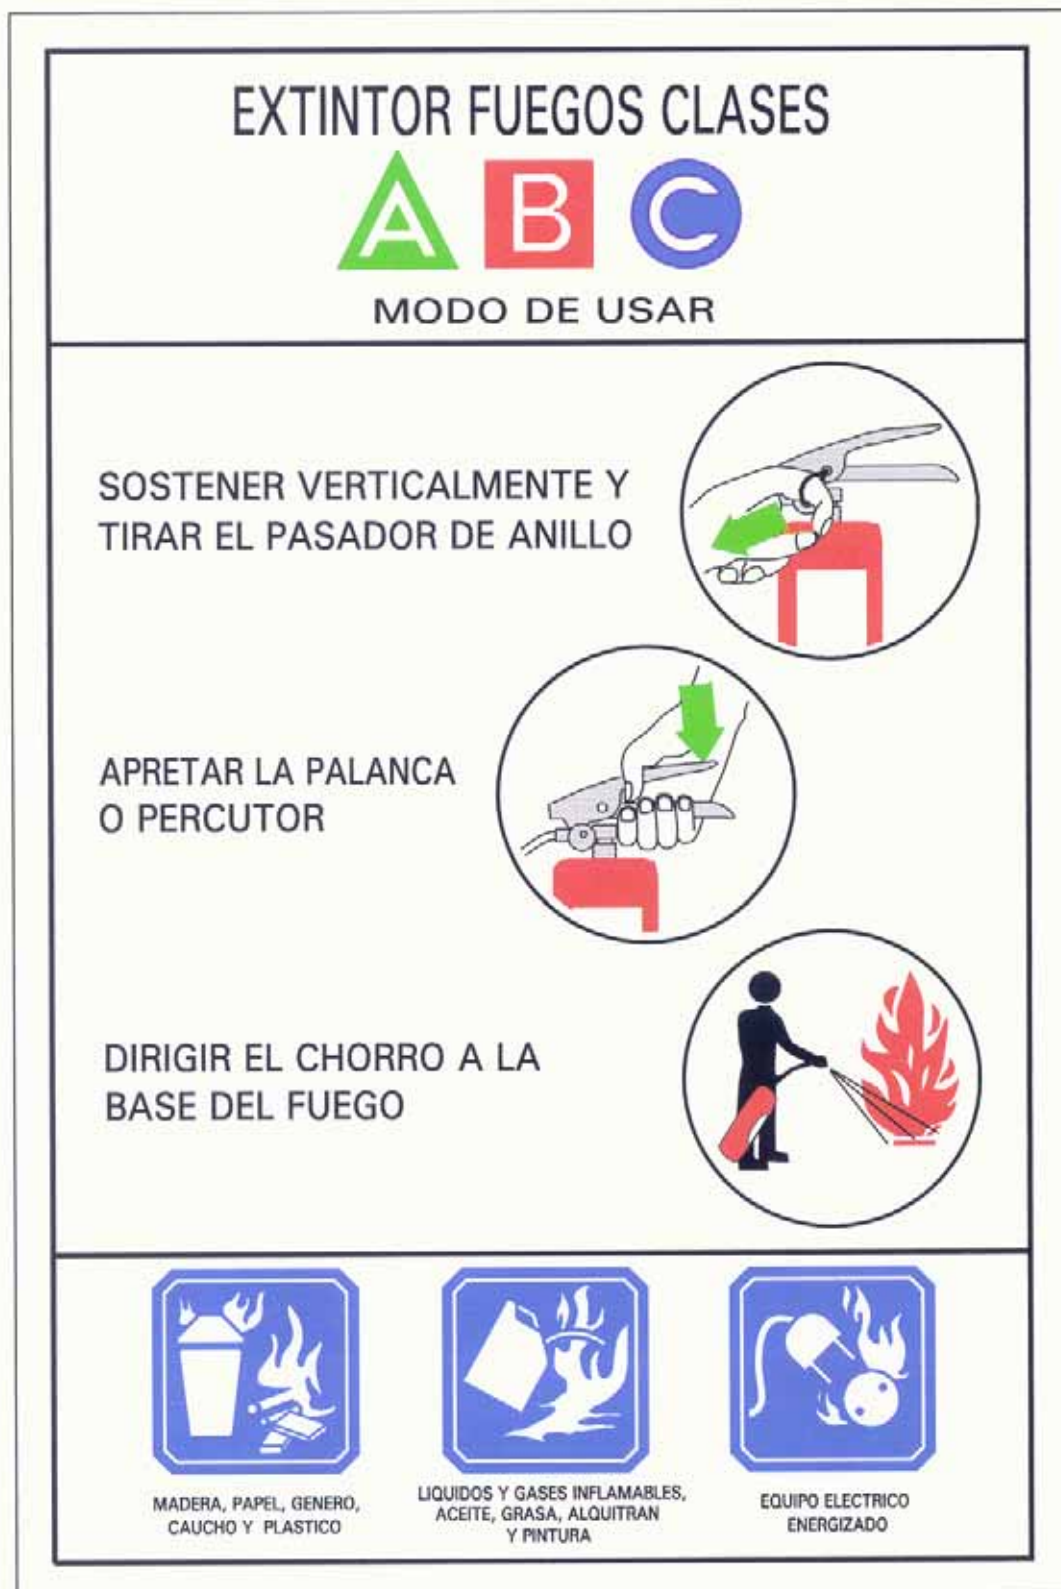 EXTINTOR FUEGOS CLASES
A B C
MODO DE USAR
SOSTENER VERTICALMENTE Y
TIRAR EL PASADOR DE ANILLO
APRETAR LA PALANCA
O PERCUTOR
DIRIGIR EL CHORRO A LA
BASE DEL FUEGO
MADERA, PAPEL, GENERO,
CAUCHO Y PLASTICO
LIQUIDOS Y GASES INFLAMABLES,
ACEITE, GRASA, ALQUITRAN
Y PINTURA
EQUIPO ELECTRICO
ENERGIZADO